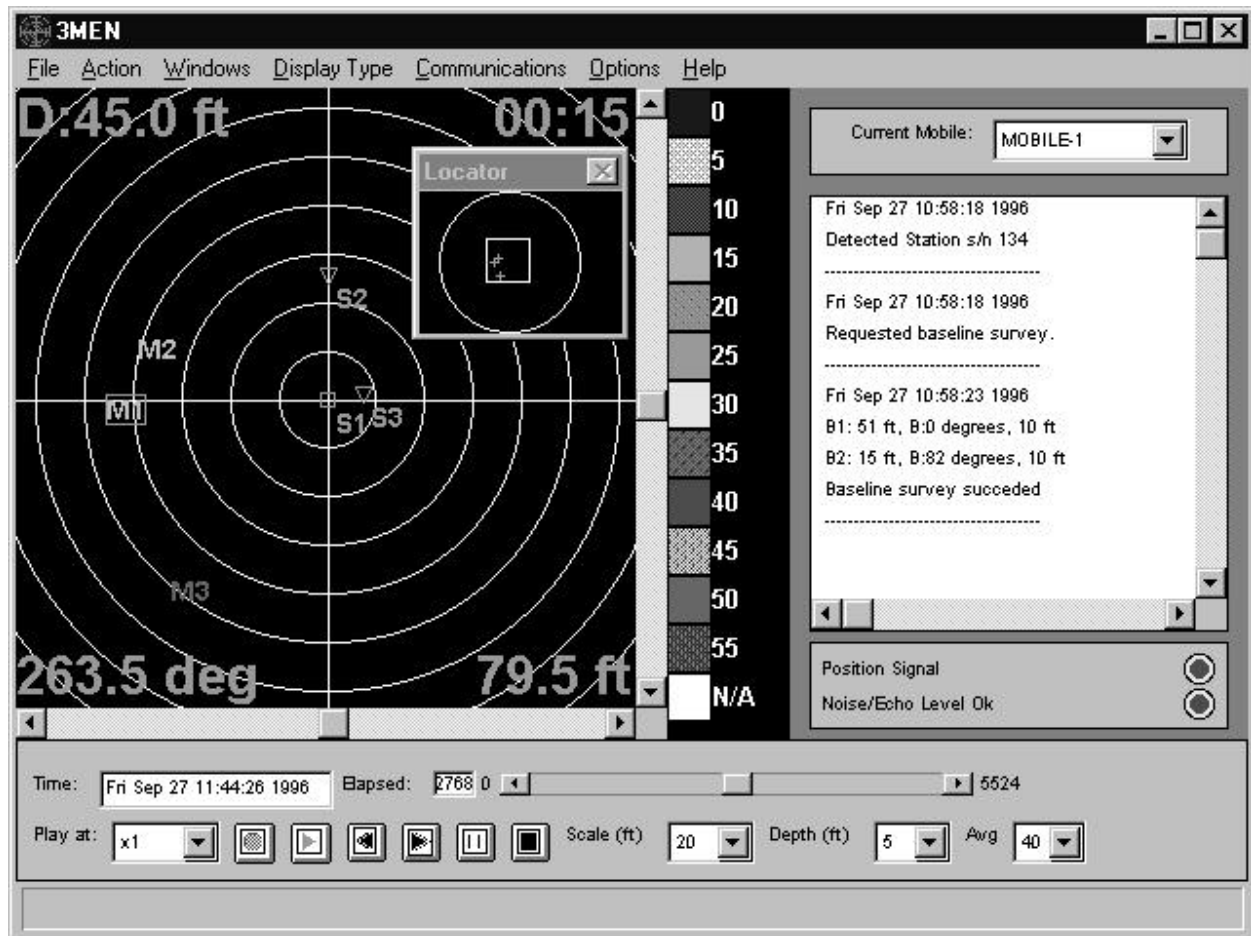 3MEN
File Action Windows Display Type Communications Options Help
D:45.0 ft
00:15
Locator
S2
M2
M1
S1
S3
M3
263.5 deg
79.5 ft
0
5
10
15
20
25
30
35
40
45
50
55
N/A
Current Mobile: MOBILE-1
Fri Sep 27 10:58:18 1996
Detected Station s/n 134
------------------------------------
Fri Sep 27 10:58:18 1996
Requested baseline survey.
------------------------------------
Fri Sep 27 10:58:23 1996
B1: 51 ft, B:0 degrees, 10 ft
B2: 15 ft, B:82 degrees, 10 ft
Baseline survey succeded
------------------------------------
Position Signal
Noise/Echo Level Ok
Time: Fri Sep 27 11:44:26 1996 Elapsed: 2768 0 5524
Play at: x1 Scale (ft) 20 Depth (ft) 5 Avg 40